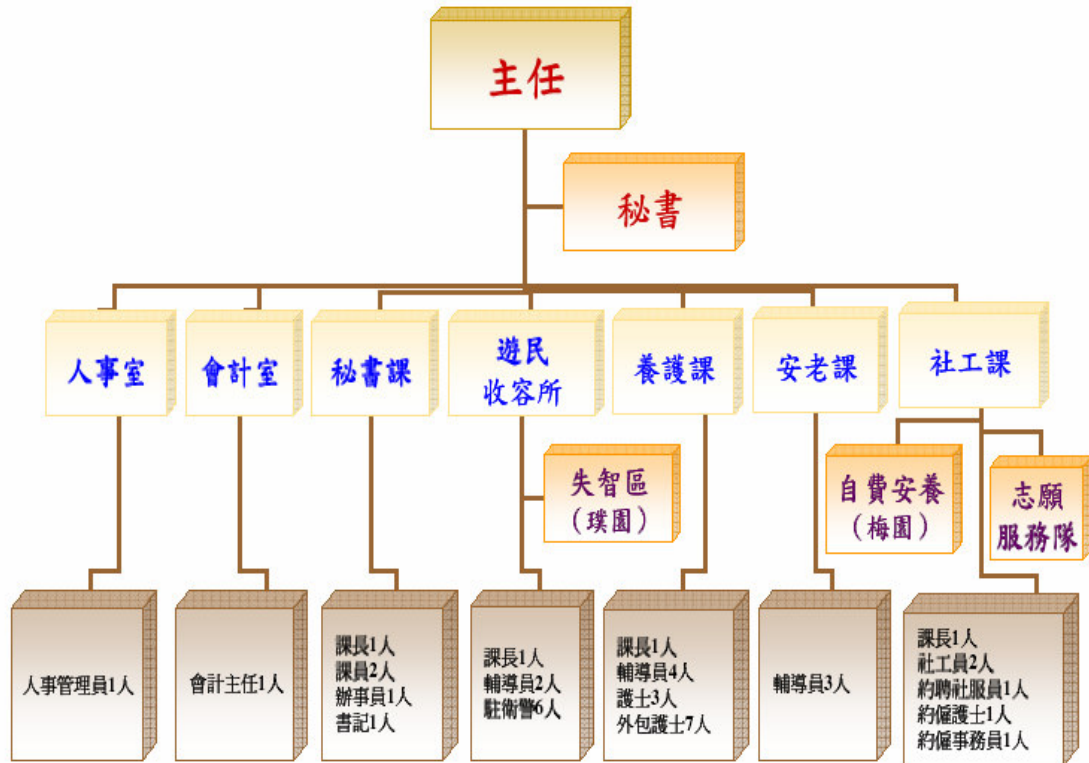 主任
秘書
人事室
會計室
秘書課
遊民
收容所
養護課
安老課
社工課
失智區
(璞園)
自費安養
(梅園)
志願
服務隊
人事管理員1人
會計主任1人
課長1人
課員2人
辦事員1人
書記1人
課長1人
輔導員2人
駐衛警6人
課長1人
輔導員4人
護士3人
外包護士7人
輔導員3人
課長1人
社工員2人
約聘社服員1人
約僱護士1人
約僱事務員1人